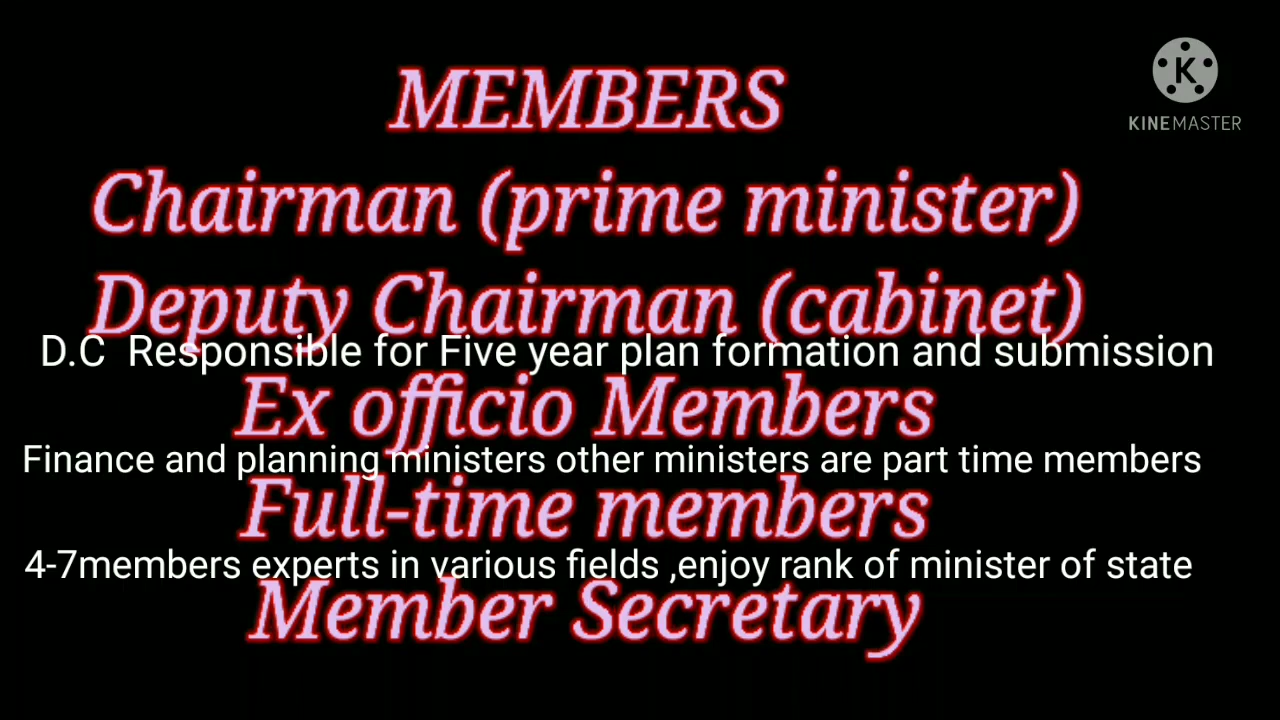 MEMBERS
KINEMASTER
Chairman (prime minister)
Deputy Chairman (cabinet)
D.C Responsible for Five year plan formation and submission
Ex officio Members
Finance and planning ministers other ministers are part time members
Full-time members
4-7members experts in various fields ,enjoy rank of minister of state
Member Secretary